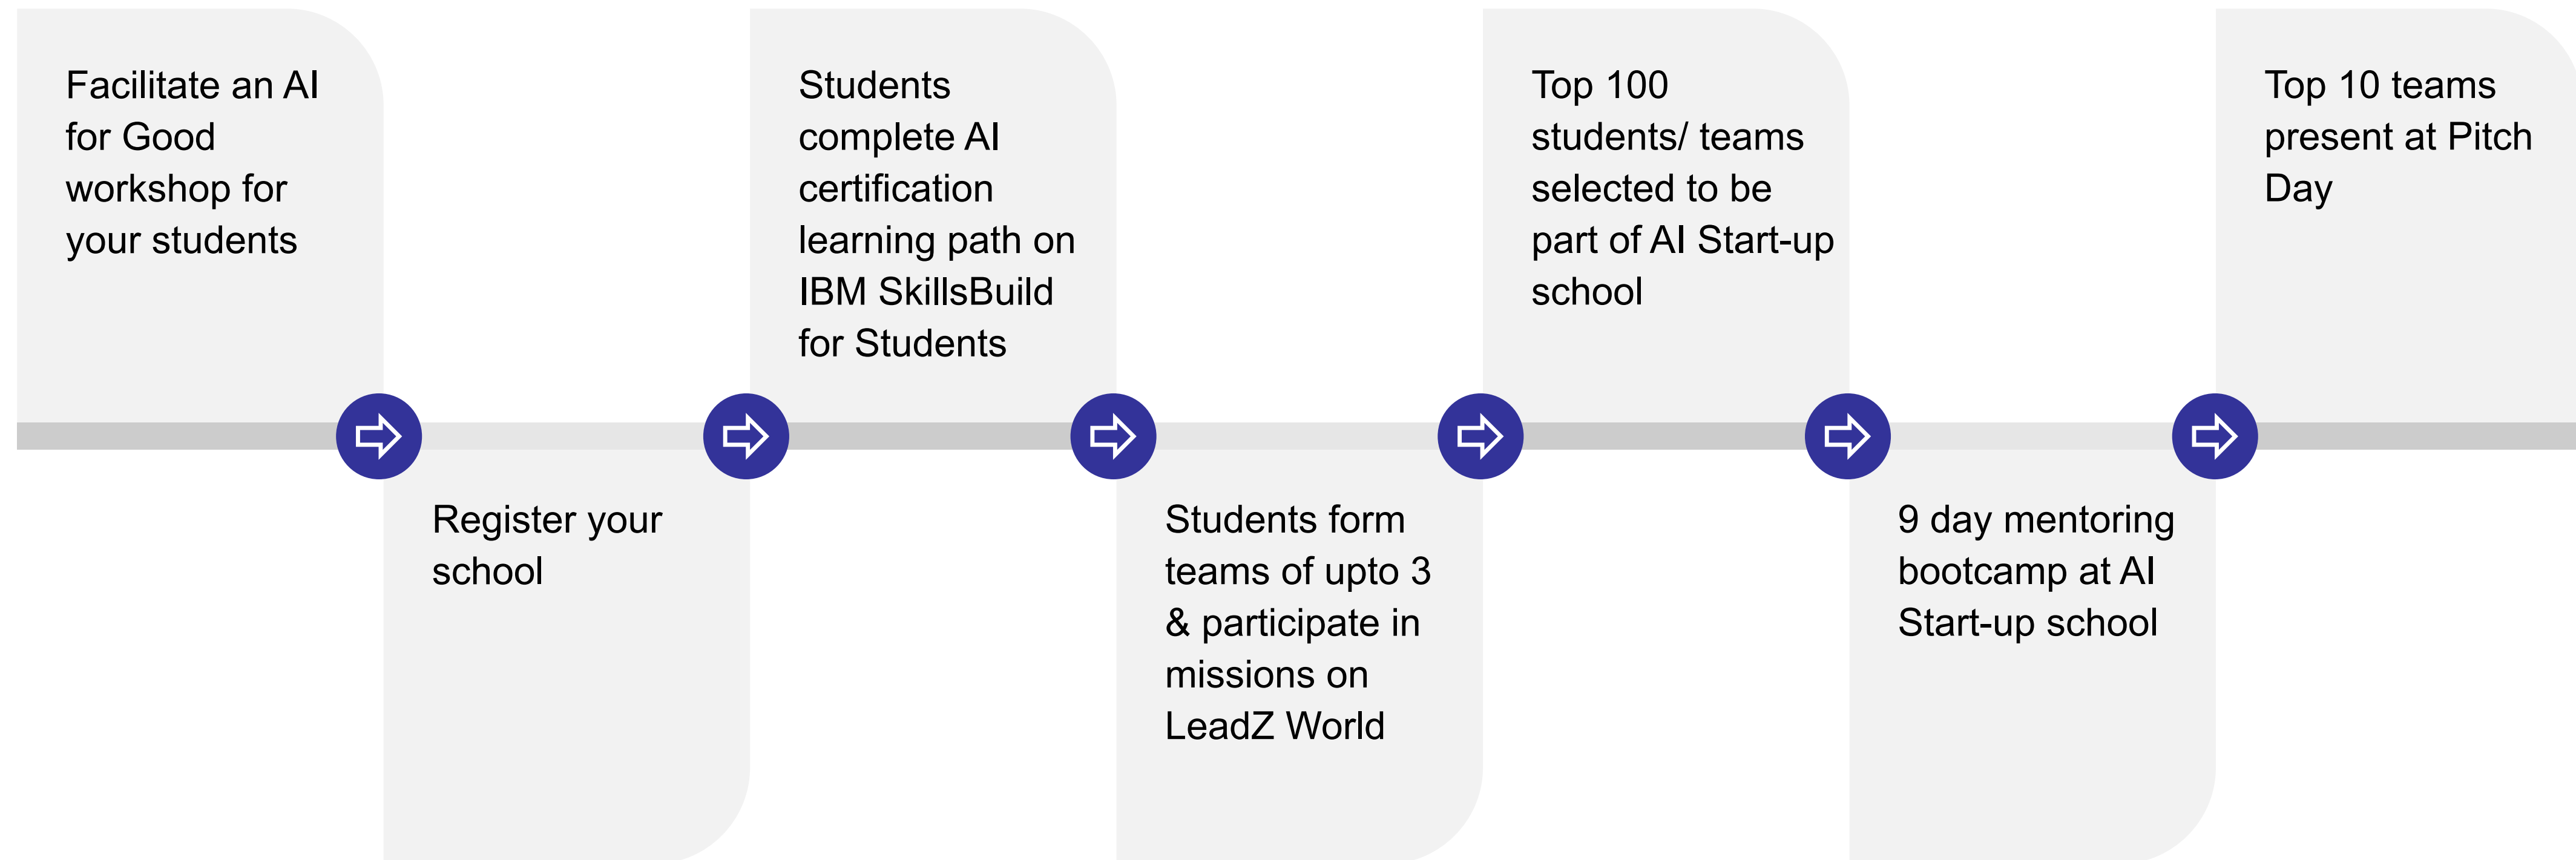 Facilitate an AI
for Good
workshop for
your students
Register your
school
Students
complete AI
certification
learning path on
IBM SkillsBuild
for Students
Students form
teams of upto 3
& participate in
missions on
LeadZ World
Top 100
students/ teams
selected to be
part of AI Start-up
school
9 day mentoring
bootcamp at AI
Start-up school
Top 10 teams
present at Pitch
Day